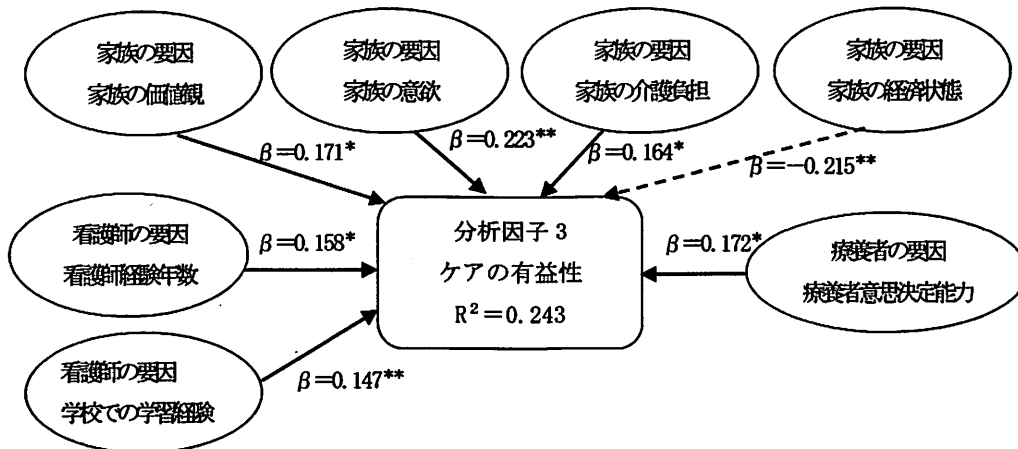 家族の要因
家族の価値観
家族の要因
家族の意欲
家族の要因
家族の介護負担
家族の要因
家族の経済状態
β=0.171*
β=0.223**
β=0.164*
β=-0.215**
看護師の要因
看護師経験年数
β=0.158*
分析因子3
ケアの有益性
R²=0.243
β=0.172*
療養者の要因
療養者意思決定能力
看護師の要因
学校での学習経験
β=0.147**